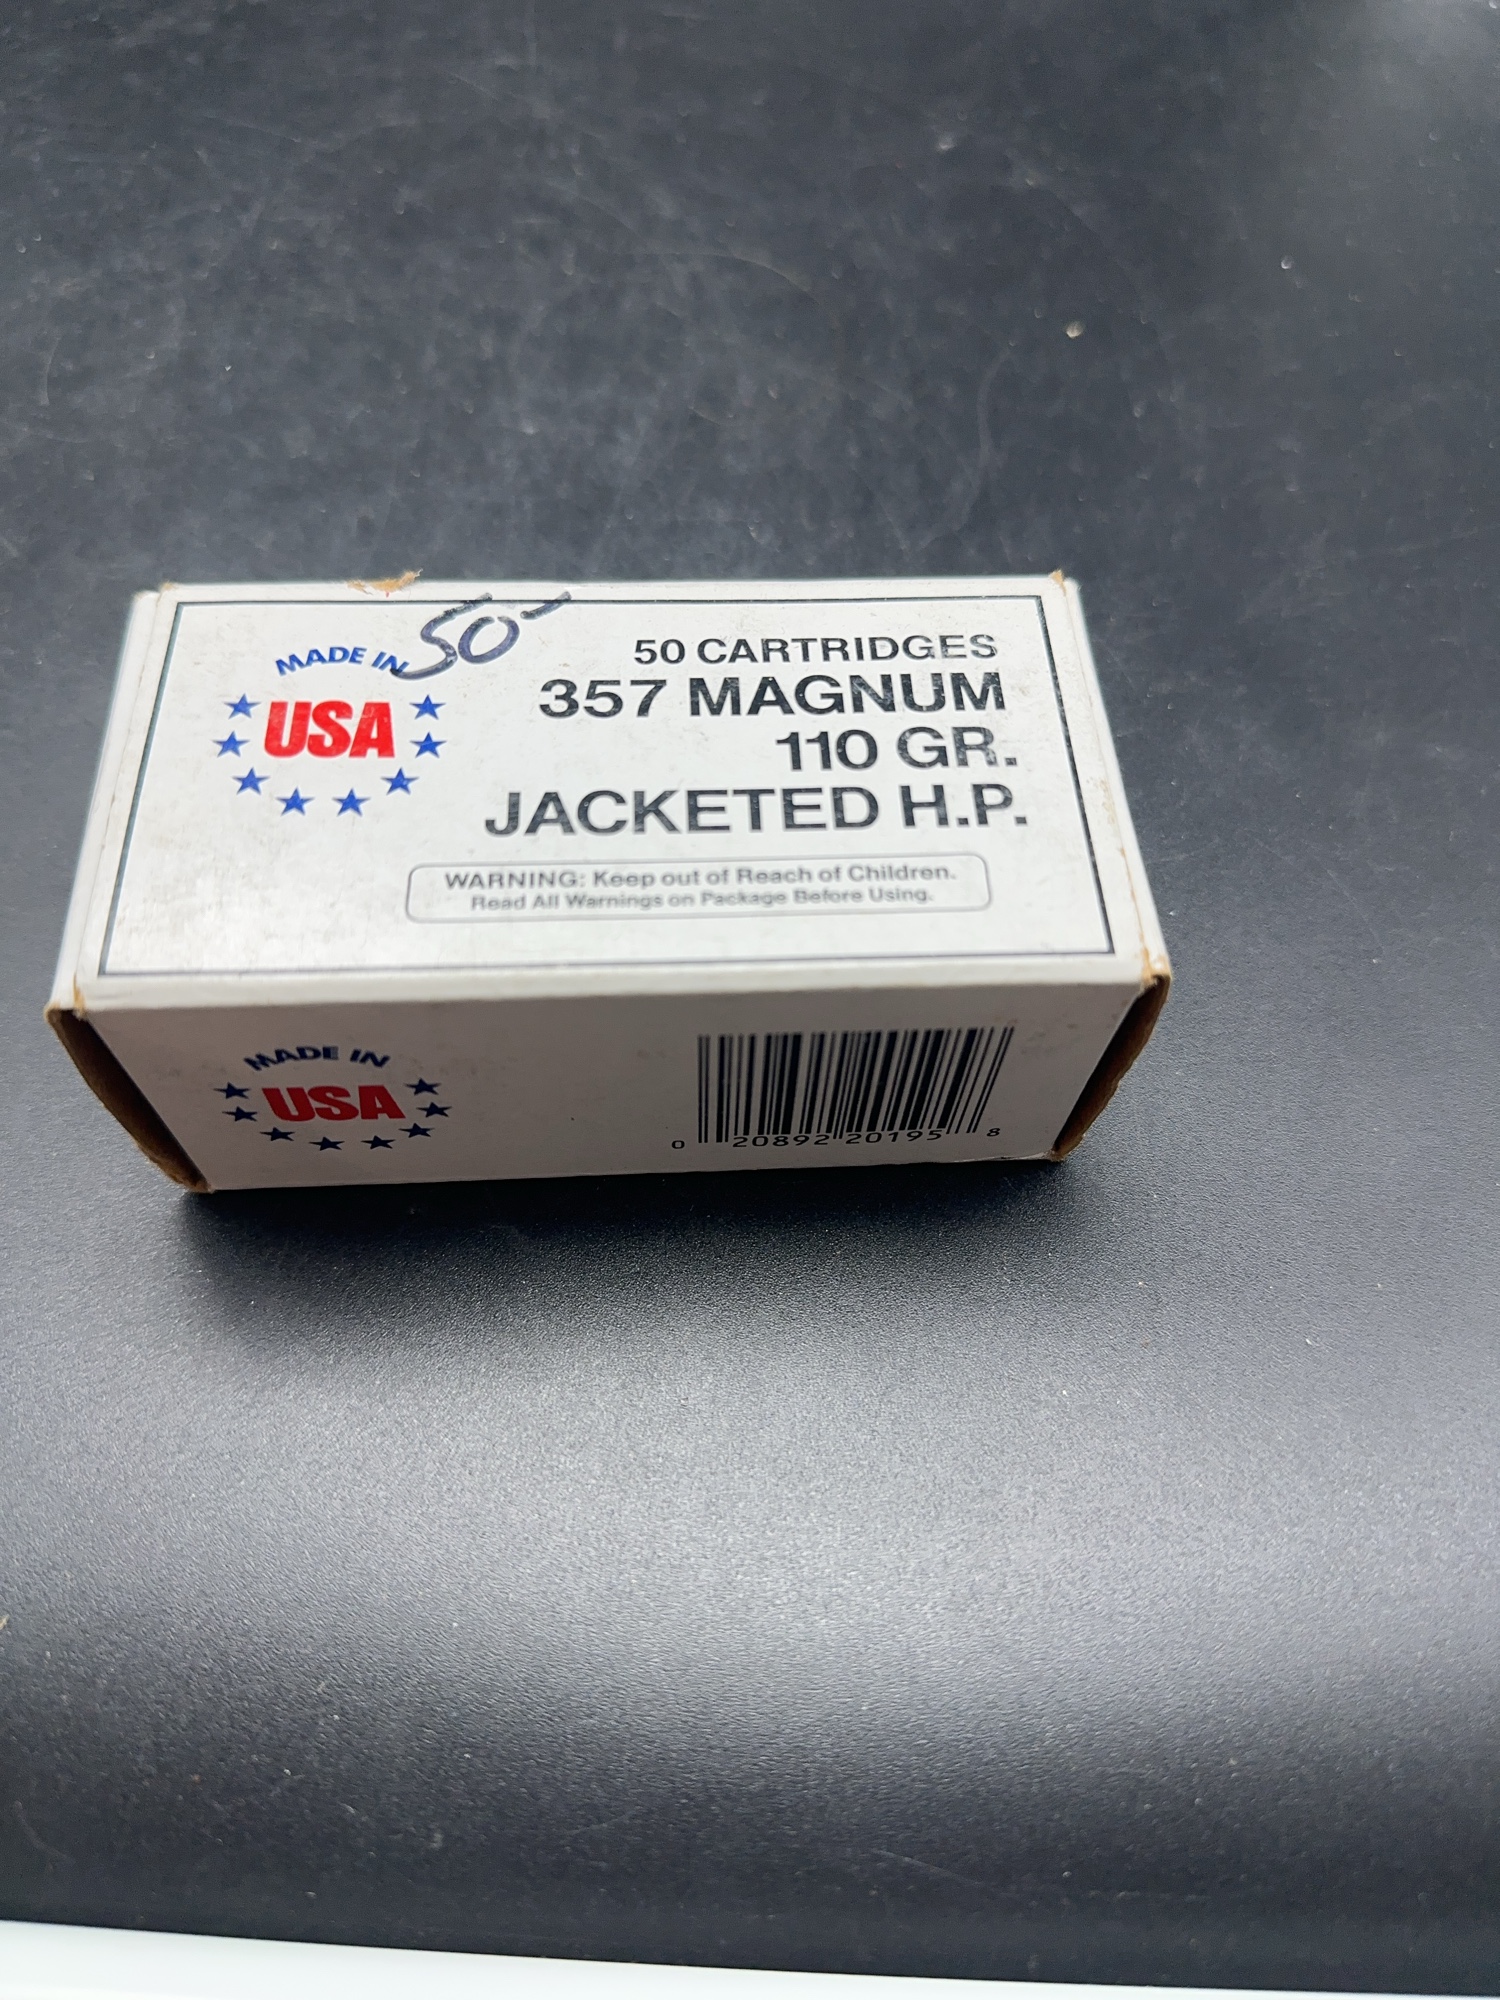 50-
MADE IN
USA
50 CARTRIDGES
357 MAGNUM
110 GR.
JACKETED H.P.
WARNING: Keep out of Reach of Children.
Read All Warnings on Package Before Using.
MADE IN
USA
0 20892 20195 8